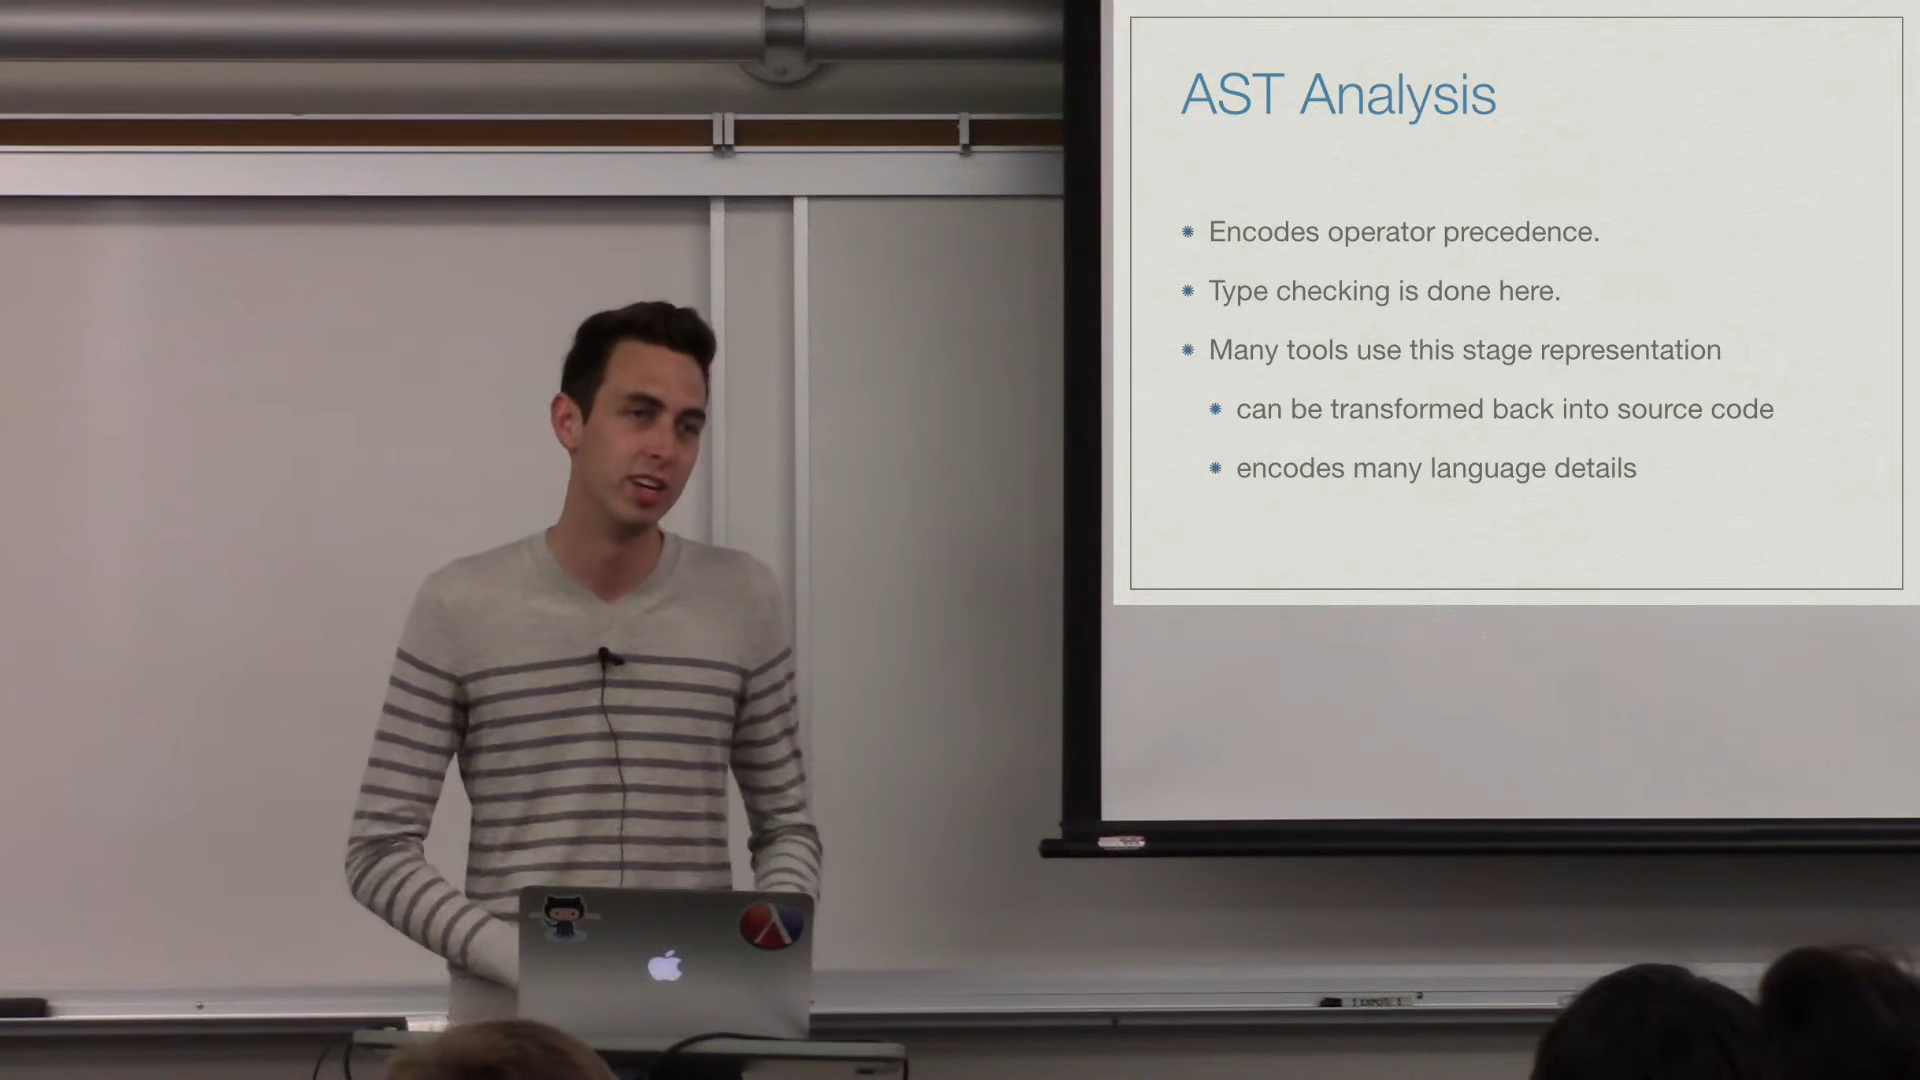 AST Analysis
Encodes operator precedence.
Type checking is done here.
Many tools use this stage representation
can be transformed back into source code
encodes many language details